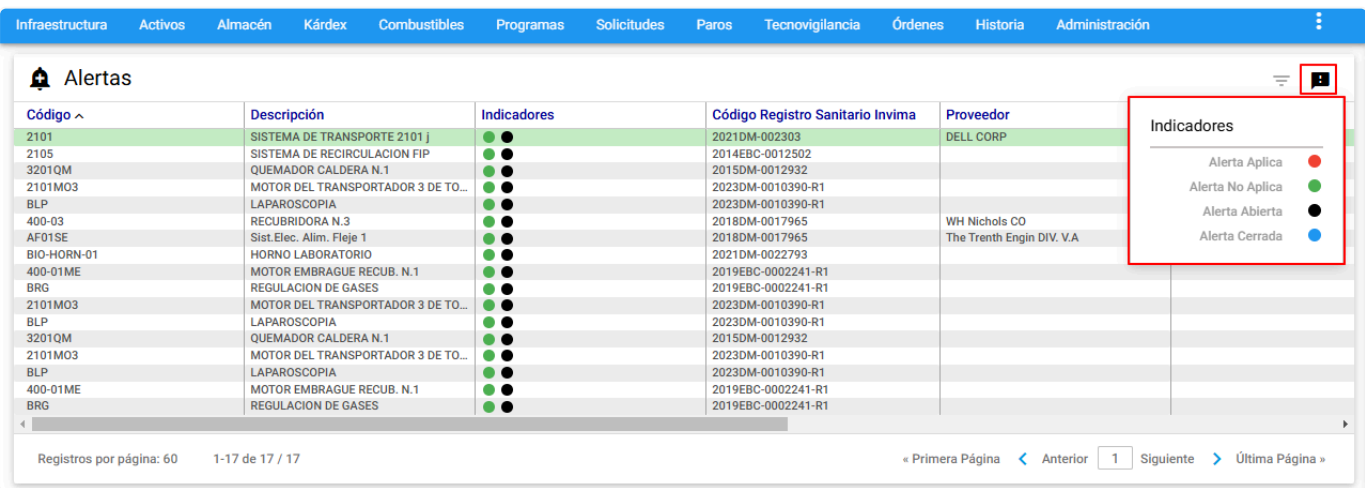 Infraestructura Activos Almacén Kárdex Combustibles Programas Solicitudes Paros Tecnovigilancia Órdenes Historia Administración
Alertas
Código Descripción Indicadores Código Registro Sanitario Invima Proveedor
2101 SISTEMA DE TRANSPORTE 2101 j 2021DM-002303 DELL CORP
2105 SISTEMA DE RECIRCULACION FIP 2014EBC-0012502
3201QM QUEMADOR CALDERA N.1 2015DM-0012932
2101MO3 MOTOR DEL TRANSPORTADOR 3 DE TO... 2023DM-0010390-R1
BLP LAPAROSCOPIA 2023DM-0010390-R1
400-03 RECUBRIDORA N.3 2018DM-0017965 WH Nichols CO
AF01SE Sist.Elec. Alim. Fleje 1 2018DM-0017965 The Trenth Engin DIV. V.A
BIO-HORN-01 HORNO LABORATORIO 2021DM-0022793
400-01ME MOTOR EMBRAGUE RECUB. N.1 2019EBC-0002241-R1
BRG REGULACION DE GASES 2019EBC-0002241-R1
2101MO3 MOTOR DEL TRANSPORTADOR 3 DE TO... 2023DM-0010390-R1
BLP LAPAROSCOPIA 2023DM-0010390-R1
3201QM QUEMADOR CALDERA N.1 2015DM-0012932
2101MO3 MOTOR DEL TRANSPORTADOR 3 DE TO... 2023DM-0010390-R1
BLP LAPAROSCOPIA 2023DM-0010390-R1
400-01ME MOTOR EMBRAGUE RECUB. N.1 2019EBC-0002241-R1
BRG REGULACION DE GASES 2019EBC-0002241-R1
Indicadores
Alerta Aplica
Alerta No Aplica
Alerta Abierta
Alerta Cerrada
Registros por página: 60 1-17 de 17 / 17 « Primera Página Anterior 1 Siguiente Última Página »